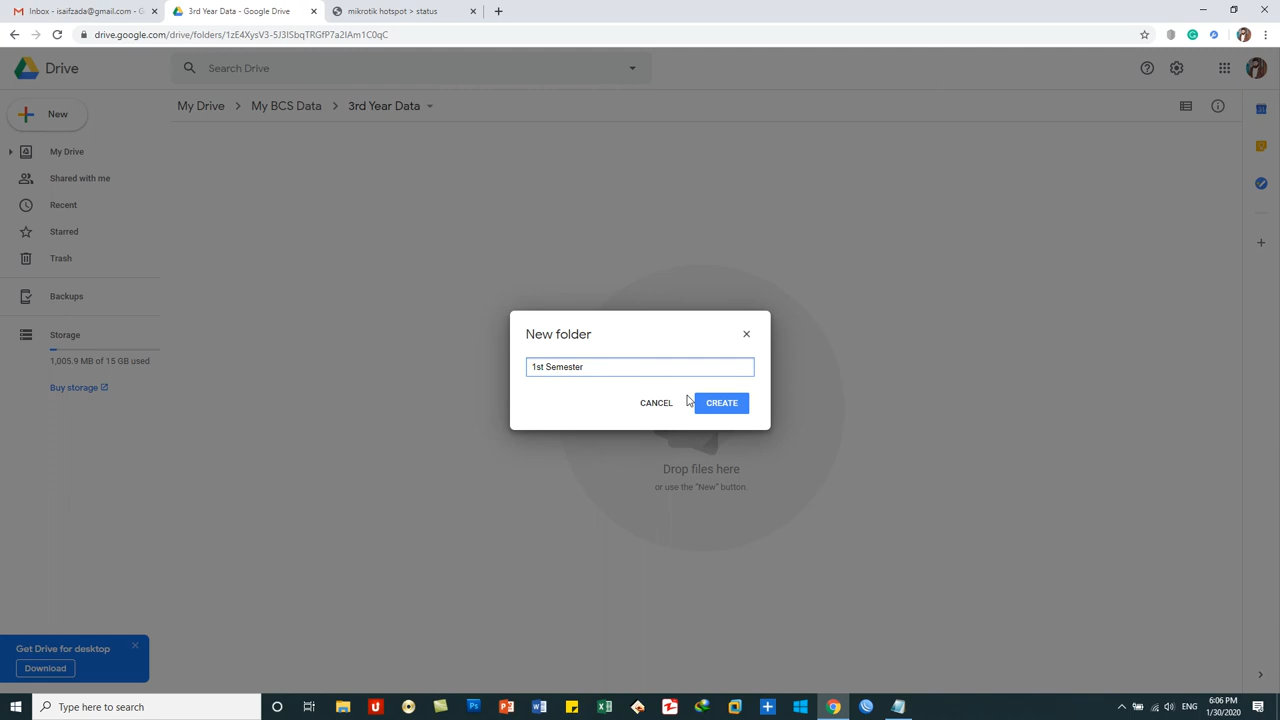 Inbox - isaifzada@gmail.com - G
3rd Year Data - Google Drive
mikrotik hotspot > status
drive.google.com/drive/folders/1zE4XysV3-5J3ISbqTRGfP7a2IAm1C0qC
Drive
Search Drive
New
My Drive
My BCS Data
3rd Year Data
My Drive
Shared with me
Recent
Starred
Trash
Backups
Storage
1,005.9 MB of 15 GB used
Buy storage
New folder
1st Semester
CANCEL
CREATE
Drop files here
or use the "New" button.
Get Drive for desktop
Download
Type here to search
ENG
6:06 PM
1/30/2020